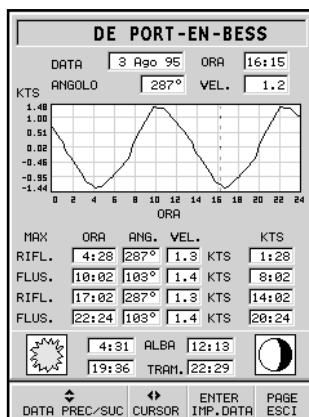 DE PORT-EN-BESS
DATA 3 Ago 95 ORA 16:15
ANGOLO 287° VEL. 1.2
KTS
1.48
1.00
0.51
0.02
-0.46
-0.95
-1.44
0 2 4 6 8 10 12 14 16 18 20 22 24
ORA
MAX ORA ANG. VEL. KTS
RIFL. 4:28 287° 1.3 KTS 1:28
FLUS. 10:02 103° 1.4 KTS 8:02
RIFL. 17:02 287° 1.3 KTS 14:02
FLUS. 22:24 103° 1.4 KTS 20:24
4:31 ALBA 12:13
19:36 TRAM. 22:29
DATA PREC/SUC CURSOR ENTER IMP.DATA PAGE ESCI